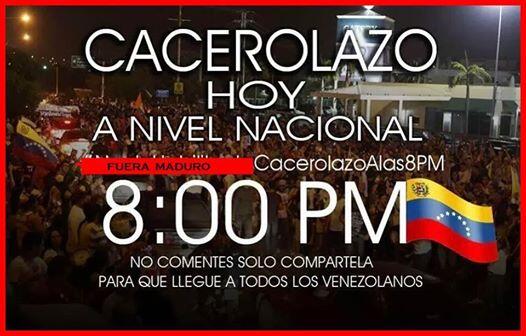 CACEROLAZO
HOY
A NIVEL NACIONAL
FUERA MADURO CacerolazoAlas8PM
8:00 PM
NO COMENTES SOLO COMPARTELA
PARA QUE LLEGUE A TODOS LOS VENEZOLANOS